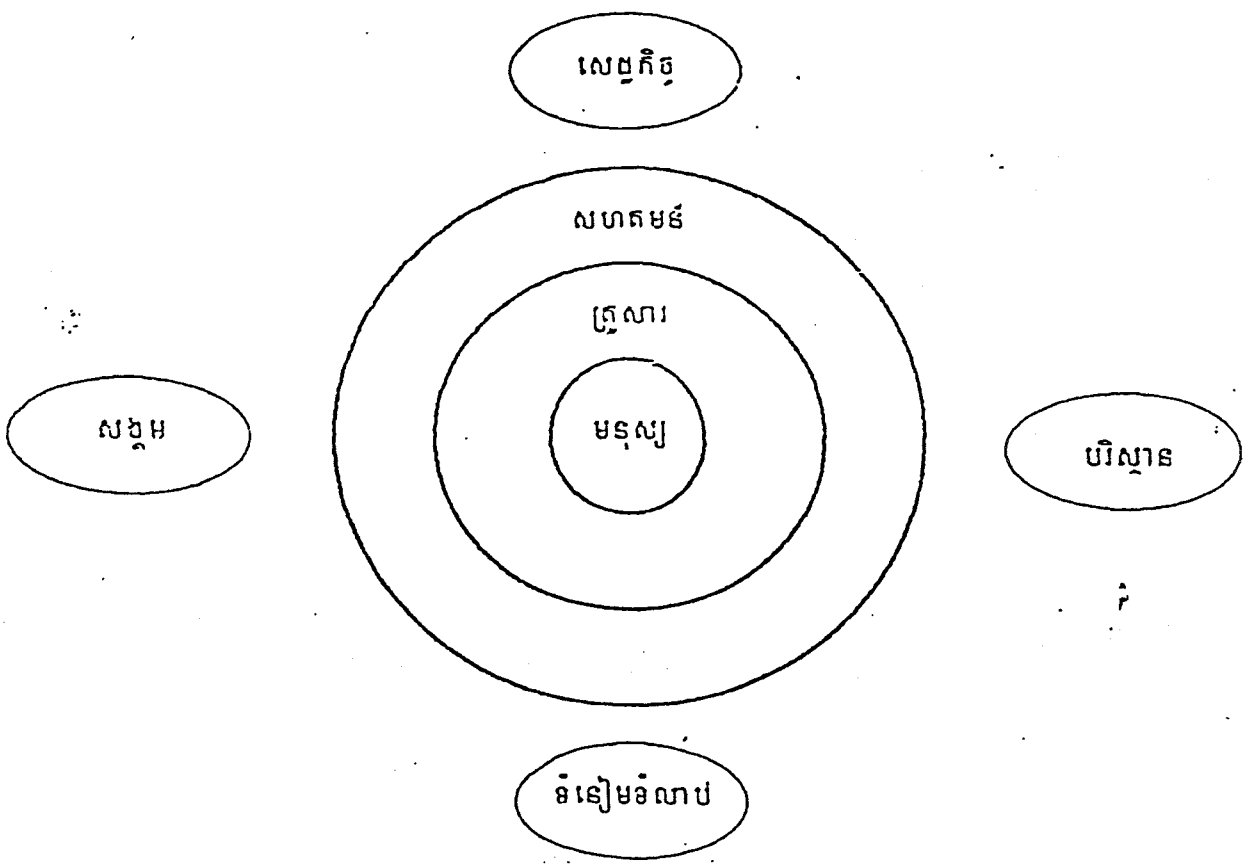 សេដ្ឋកិច្ច
សហគមន៍
គ្រួសារ
មនុស្ស
សង្គម
បរិស្ថាន
ទំនៀមទំលាប់